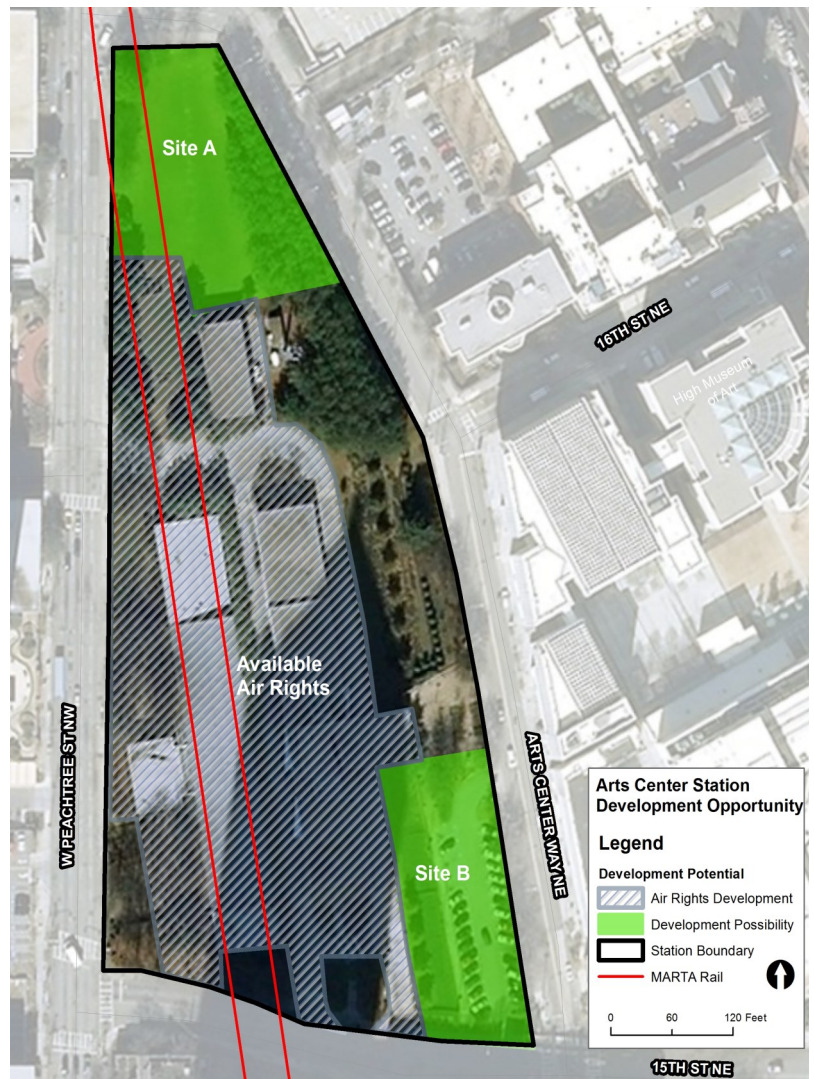 Site A
16TH ST NE
High Museum
of Art
Available
Air Rights
W PEACHTREE ST NW
ARTS CENTER WAY NE
Site B
Arts Center Station
Development Opportunity
Legend
Development Potential
Air Rights Development
Development Possibility
Station Boundary
MARTA Rail
0 60 120 Feet
15TH ST NE